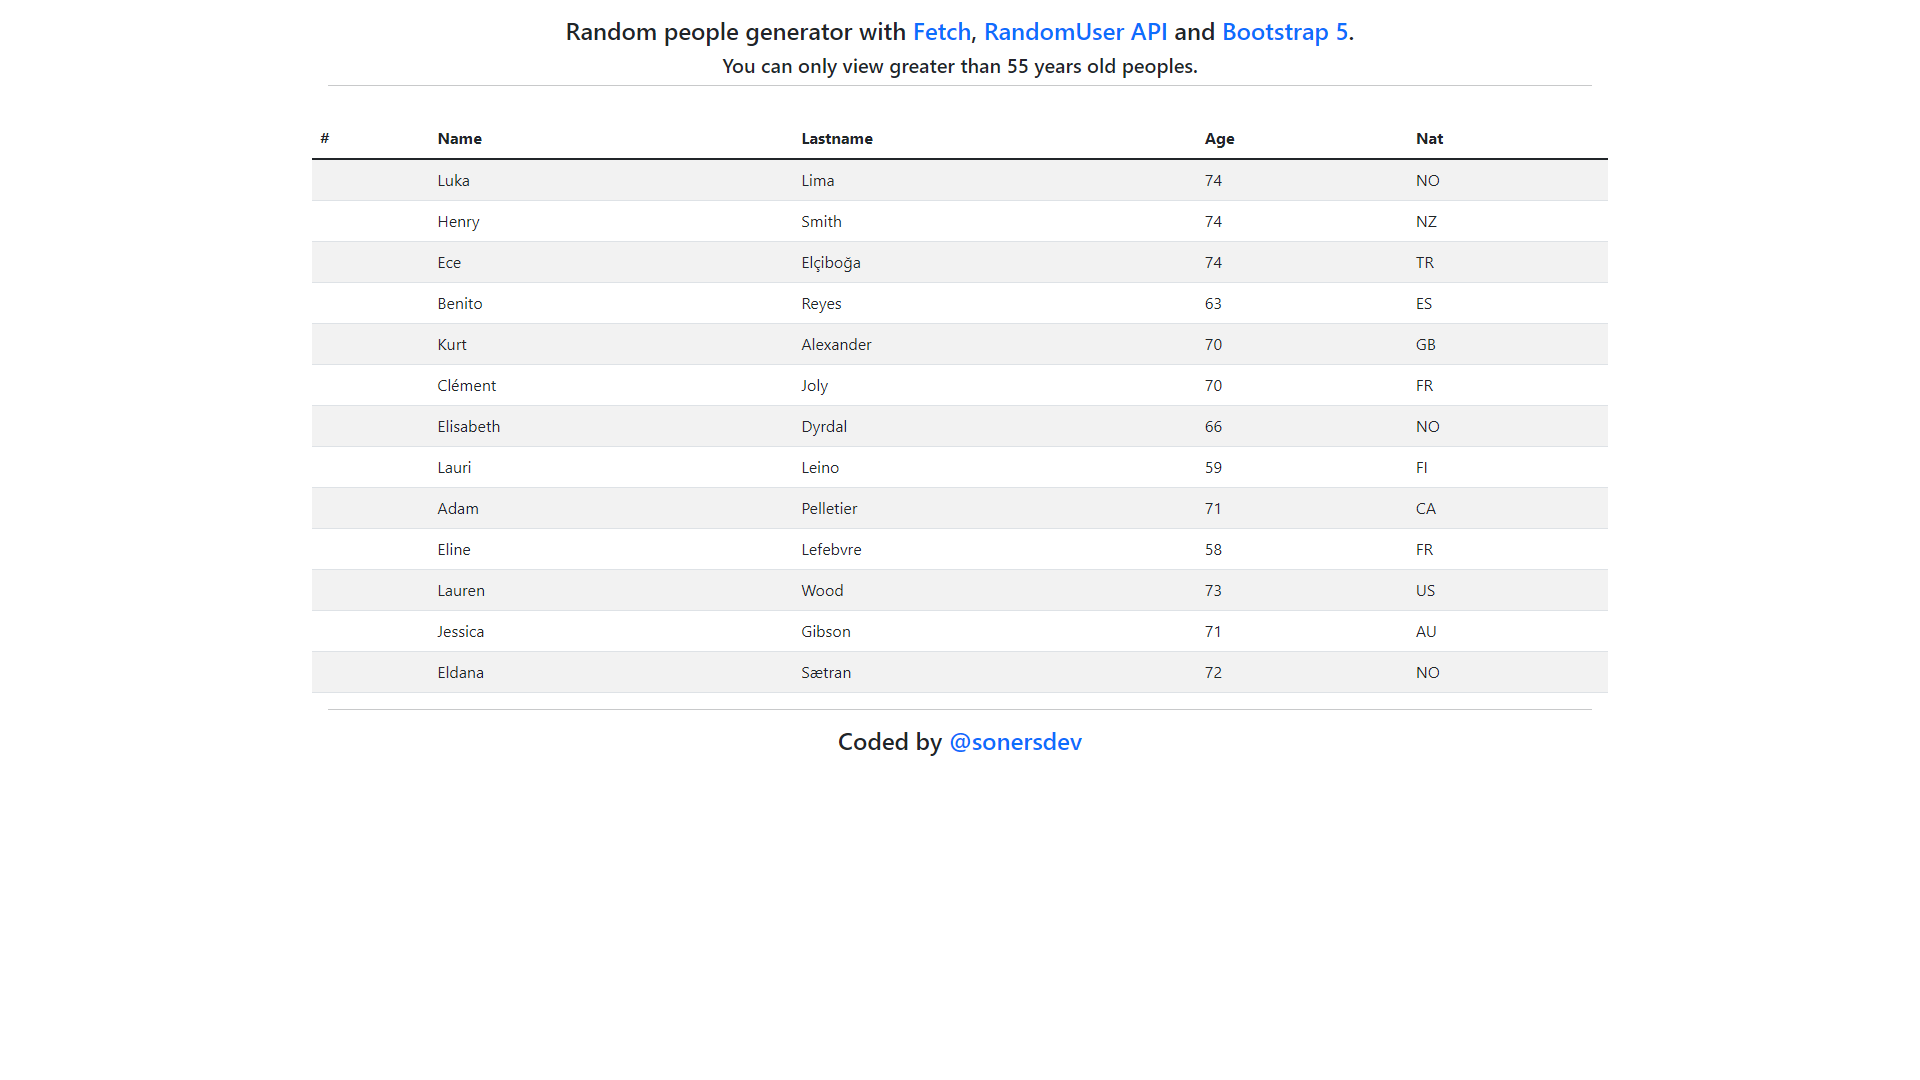 Random people generator with Fetch, RandomUser API and Bootstrap 5.
You can only view greater than 55 years old peoples.
# Name Lastname Age Nat
Luka Lima 74 NO
Henry Smith 74 NZ
Ece Elçiboğa 74 TR
Benito Reyes 63 ES
Kurt Alexander 70 GB
Clément Joly 70 FR
Elisabeth Dyrdal 66 NO
Lauri Leino 59 FI
Adam Pelletier 71 CA
Eline Lefebvre 58 FR
Lauren Wood 73 US
Jessica Gibson 71 AU
Eldana Sætran 72 NO
Coded by @sonersdev